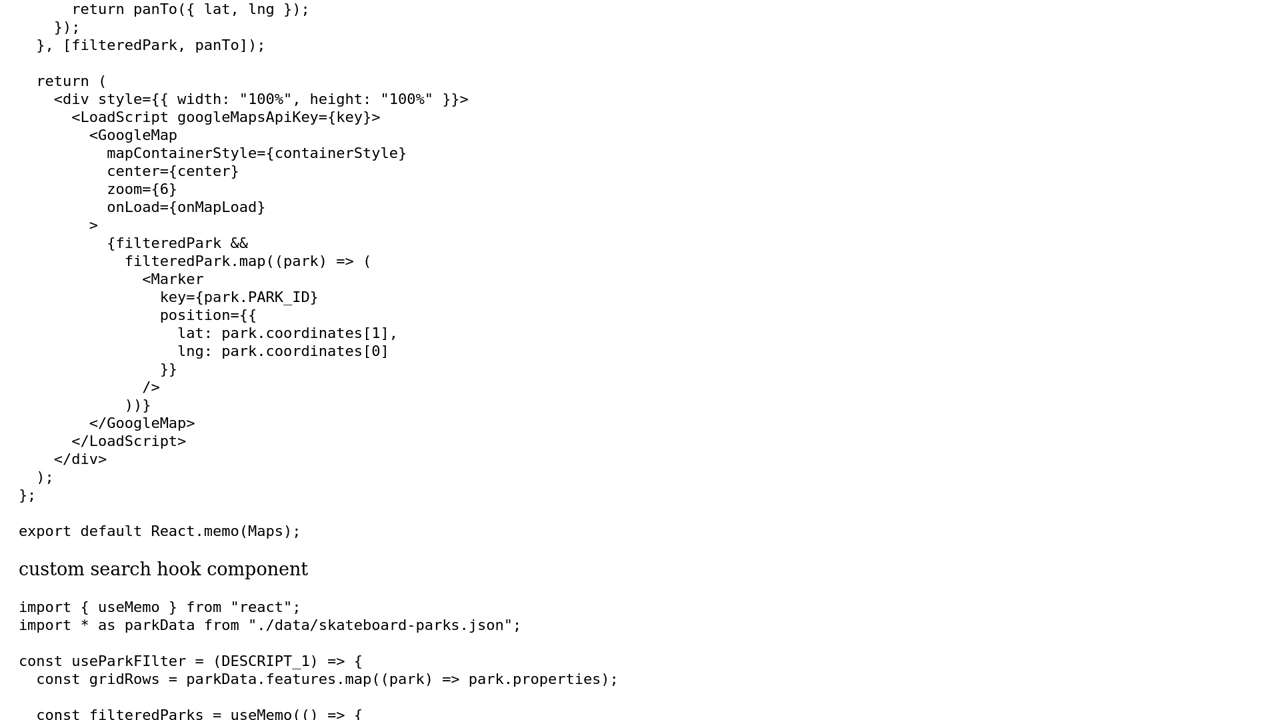 return panTo({ lat, lng });
    });
  }, [filteredPark, panTo]);

  return (
    <div style={{ width: "100%", height: "100%" }}>
      <LoadScript googleMapsApiKey={key}>
        <GoogleMap
          mapContainerStyle={containerStyle}
          center={center}
          zoom={6}
          onLoad={onMapLoad}
        >
          {filteredPark &&
            filteredPark.map((park) => (
              <Marker
                key={park.PARK_ID}
                position={{
                  lat: park.coordinates[1],
                  lng: park.coordinates[0]
                }}
              />
            ))}
        </GoogleMap>
      </LoadScript>
    </div>
  );
};

export default React.memo(Maps);

custom search hook component

import { useMemo } from "react";
import * as parkData from "./data/skateboard-parks.json";

const useParkFIlter = (DESCRIPT_1) => {
  const gridRows = parkData.features.map((park) => park.properties);

  const filteredParks = useMemo(() => {